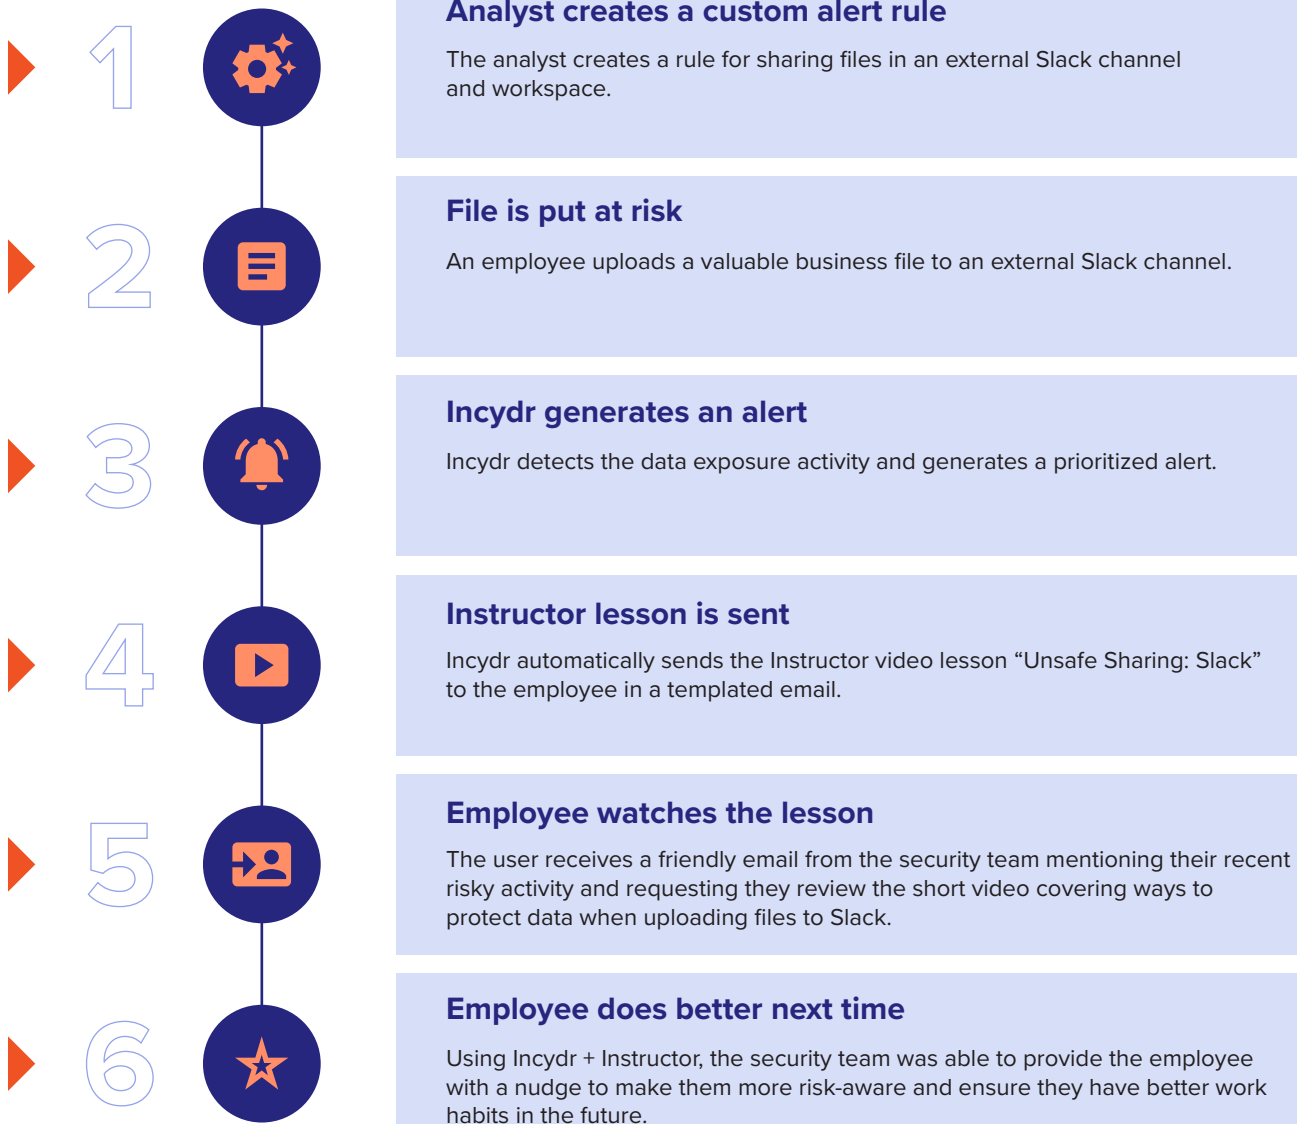 1
Analyst creates a custom alert rule
The analyst creates a rule for sharing files in an external Slack channel
and workspace.
2
File is put at risk
An employee uploads a valuable business file to an external Slack channel.
3
Incydr generates an alert
Incydr detects the data exposure activity and generates a prioritized alert.
4
Instructor lesson is sent
Incydr automatically sends the Instructor video lesson “Unsafe Sharing: Slack”
to the employee in a templated email.
5
Employee watches the lesson
The user receives a friendly email from the security team mentioning their recent
risky activity and requesting they review the short video covering ways to
protect data when uploading files to Slack.
6
Employee does better next time
Using Incydr + Instructor, the security team was able to provide the employee
with a nudge to make them more risk-aware and ensure they have better work
habits in the future.